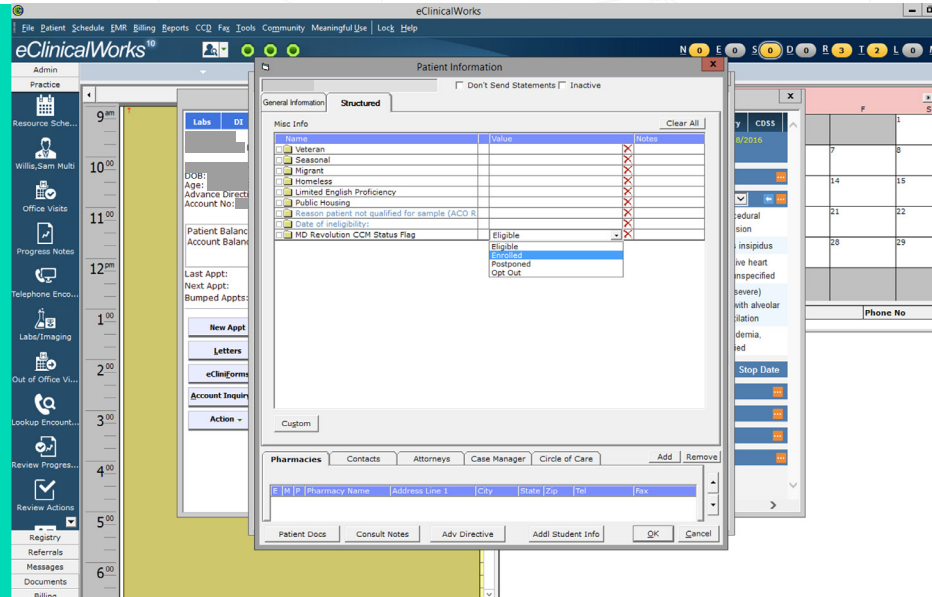 eClinicalWorks
File Patient Schedule EMR Billing Reports CCD Fax Tools Community Meaningful Use Lock Help
eClinicalWorks 10
N 0 E 0 S 0 D 0 R 3 I 2 L 0
Admin
Practice
Resource Sche...
Willis,Sam Multi
Office Visits
Progress Notes
Telephone Enco...
Labs/Imaging
Out of Office Vi...
Lookup Encount...
Review Progres...
Review Actions
Registry
Referrals
Messages
Documents
Billing
9 am
10 00
11 00
12 pm
1 00
2 00
3 00
4 00
5 00
6 00
Labs DI
DOB:
Age:
Advance Directi
Account No:
Patient Balanc
Account Balanc
Last Appt:
Next Appt:
Bumped Appts:
New Appt
Letters
eCliniForms
Account Inquiry
Action
Patient Information
Don't Send Statements Inactive
General Information Structured
Misc Info Clear All
Name Value Notes
Veteran
Seasonal
Migrant
Homeless
Limited English Proficiency
Public Housing
Reason patient not qualified for sample (ACO R
Date of ineligibility:
MD Revolution CCM Status Flag Eligible
Eligible
Enrolled
Postponed
Opt Out
Custom
Pharmacies Contacts Attorneys Case Manager Circle of Care Add Remove
E M P Pharmacy Name Address Line 1 City State Zip Tel Fax
Patient Docs Consult Notes Adv Directive Addl Student Info OK Cancel
ry CDSS
8/2016
cedural
sion
insipidus
ive heart
nspecified
severe)
with alveolar
tilation
demia,
ied
Stop Date
F S
1
7 8
14 15
21 22
28 29
Phone No